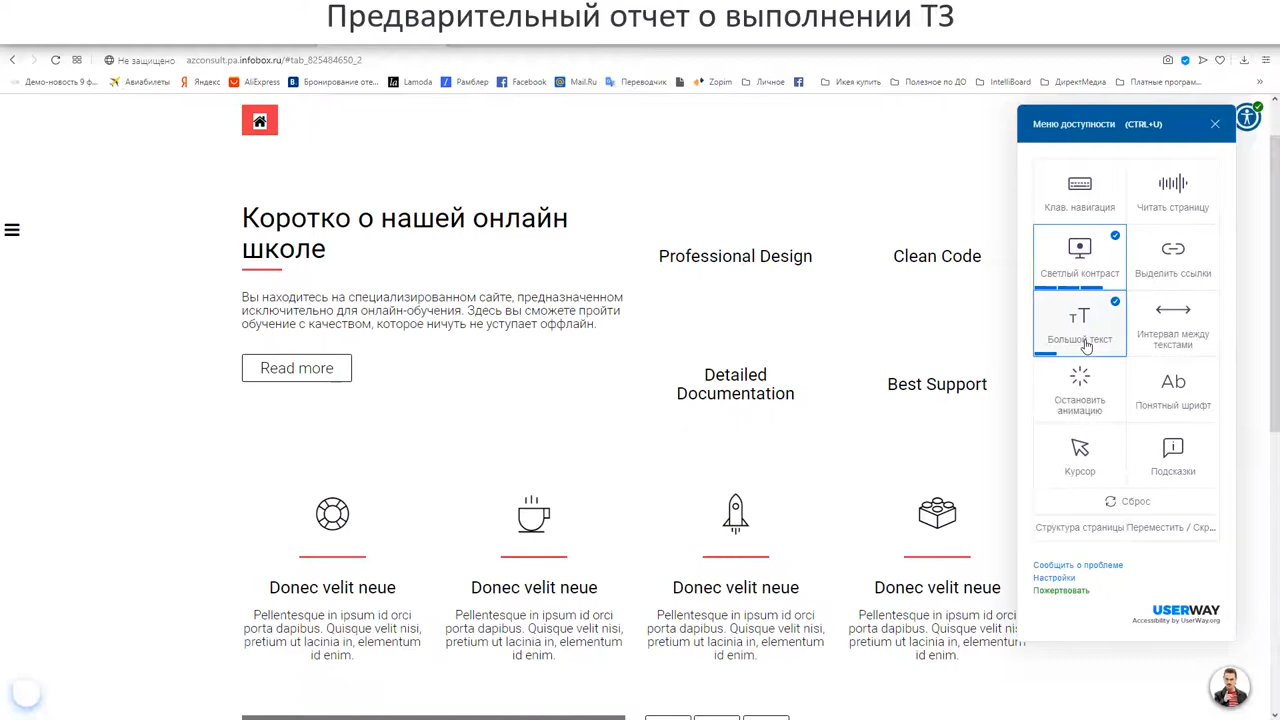 Предварительный отчет о выполнении ТЗ
Не защищено azconsult.pa.infobox.ru/#tab_825484650_2
Демо-новость 9 ф... Авиабилеты Яндекс AliExpress Бронирование оте... Lamoda Рамблер Facebook Mail.Ru Переводчик Zopim Личное Икея купить Полезное по ДО IntelliBoard ДиректМедиа Платные програм...
Меню доступности (CTRL+U)
Клав. навигация
Читать страницу
Светлый контраст
Выделить ссылки
Большой текст
Интервал между
текстами
Остановить
анимацию
Понятный шрифт
Курсор
Подсказки
Сброс
Структура страницы Переместить / Скр...
Сообщить о проблеме
Настройки
Пожертвовать
USERWAY
Accessibility by UserWay.org
Коротко о нашей онлайн
школе
Вы находитесь на специализированном сайте, предназначенном
исключительно для онлайн-обучения. Здесь вы сможете пройти
обучение с качеством, которое ничуть не уступает оффлайн.
Read more
Professional Design
Clean Code
Detailed
Documentation
Best Support
Donec velit neue
Pellentesque in ipsum id orci
porta dapibus. Quisque velit nisi,
pretium ut lacinia in, elementum
id enim.
Donec velit neue
Pellentesque in ipsum id orci
porta dapibus. Quisque velit nisi,
pretium ut lacinia in, elementum
id enim.
Donec velit neue
Pellentesque in ipsum id orci
porta dapibus. Quisque velit nisi,
pretium ut lacinia in, elementum
id enim.
Donec velit neue
Pellentesque in ipsum id orci
porta dapibus. Quisque velit nisi,
pretium ut lacinia in, elementum
id enim.